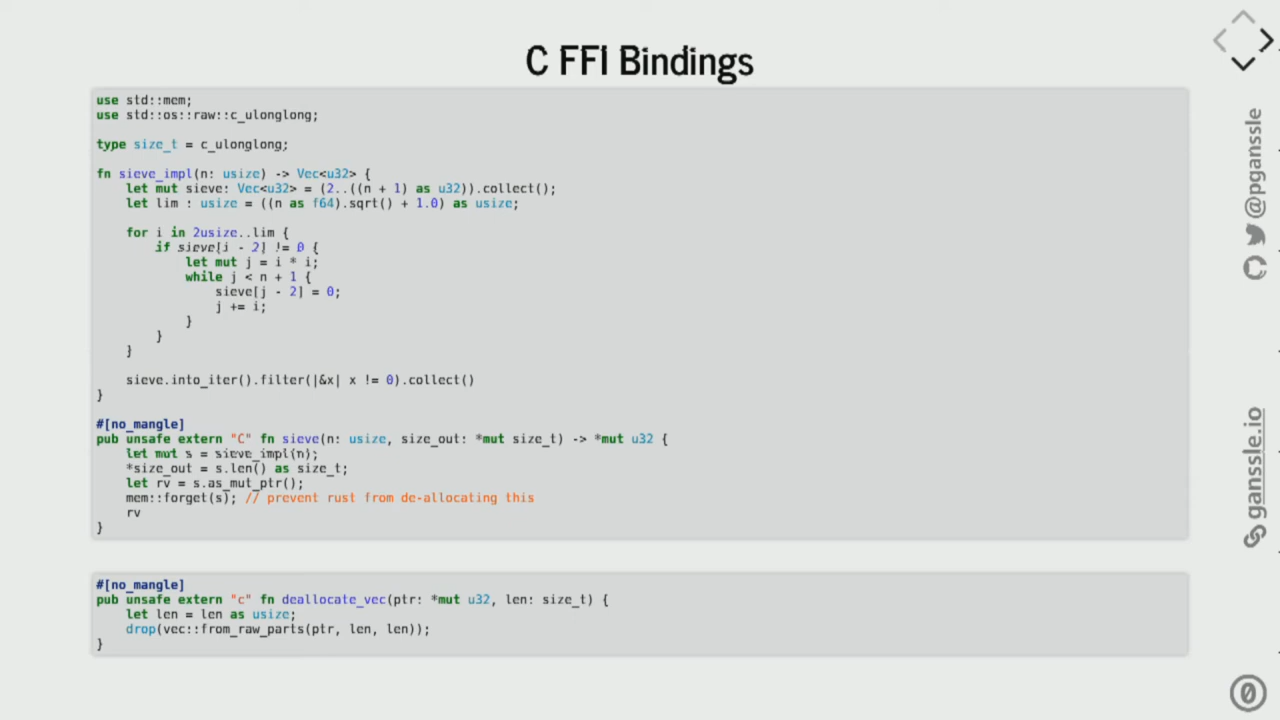 C FFI Bindings
use std::mem;
use std::os::raw::c_ulonglong;
type size_t = c_ulonglong;
fn sieve_impl(n: usize) -> Vec<u32> {
    let mut sieve: Vec<u32> = (2..((n + 1) as u32)).collect();
    let lim : usize = ((n as f64).sqrt() + 1.0) as usize;
    for i in 2usize..lim {
        if sieve[i - 2] != 0 {
            let mut j = i * i;
            while j < n + 1 {
                sieve[j - 2] = 0;
                j += i;
            }
        }
    }
    sieve.into_iter().filter(|&x| x != 0).collect()
}
#[no_mangle]
pub unsafe extern "C" fn sieve(n: usize, size_out: *mut size_t) -> *mut u32 {
    let mut s = sieve_impl(n);
    *size_out = s.len() as size_t;
    let rv = s.as_mut_ptr();
    mem::forget(s); // prevent rust from de-allocating this
    rv
}
#[no_mangle]
pub unsafe extern "c" fn deallocate_vec(ptr: *mut u32, len: size_t) {
    let len = len as usize;
    drop(vec::from_raw_parts(ptr, len, len));
}
@pganssle
ganssle.io
0